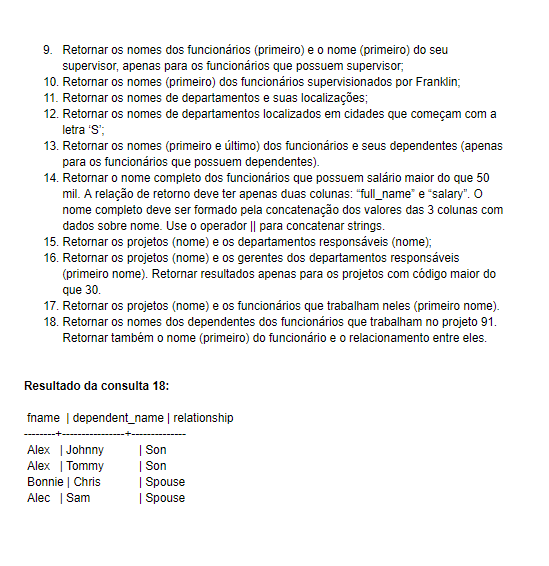 9. Retornar os nomes dos funcionários (primeiro) e o nome (primeiro) do seu
supervisor, apenas para os funcionários que possuem supervisor;
10. Retornar os nomes (primeiro) dos funcionários supervisionados por Franklin;
11. Retornar os nomes de departamentos e suas localizações;
12. Retornar os nomes de departamentos localizados em cidades que começam com a
letra ‘S’;
13. Retornar os nomes (primeiro e último) dos funcionários e seus dependentes (apenas
para os funcionários que possuem dependentes).
14. Retornar o nome completo dos funcionários que possuem salário maior do que 50
mil. A relação de retorno deve ter apenas duas colunas: “full_name” e “salary”. O
nome completo deve ser formado pela concatenação dos valores das 3 colunas com
dados sobre nome. Use o operador || para concatenar strings.
15. Retornar os projetos (nome) e os departamentos responsáveis (nome);
16. Retornar os projetos (nome) e os gerentes dos departamentos responsáveis
(primeiro nome). Retornar resultados apenas para os projetos com código maior do
que 30.
17. Retornar os projetos (nome) e os funcionários que trabalham neles (primeiro nome).
18. Retornar os nomes dos dependentes dos funcionários que trabalham no projeto 91.
Retornar também o nome (primeiro) do funcionário e o relacionamento entre eles.
Resultado da consulta 18:
fname | dependent_name | relationship
--------+----------------+--------------
Alex | Johnny | Son
Alex | Tommy | Son
Bonnie | Chris | Spouse
Alec | Sam | Spouse